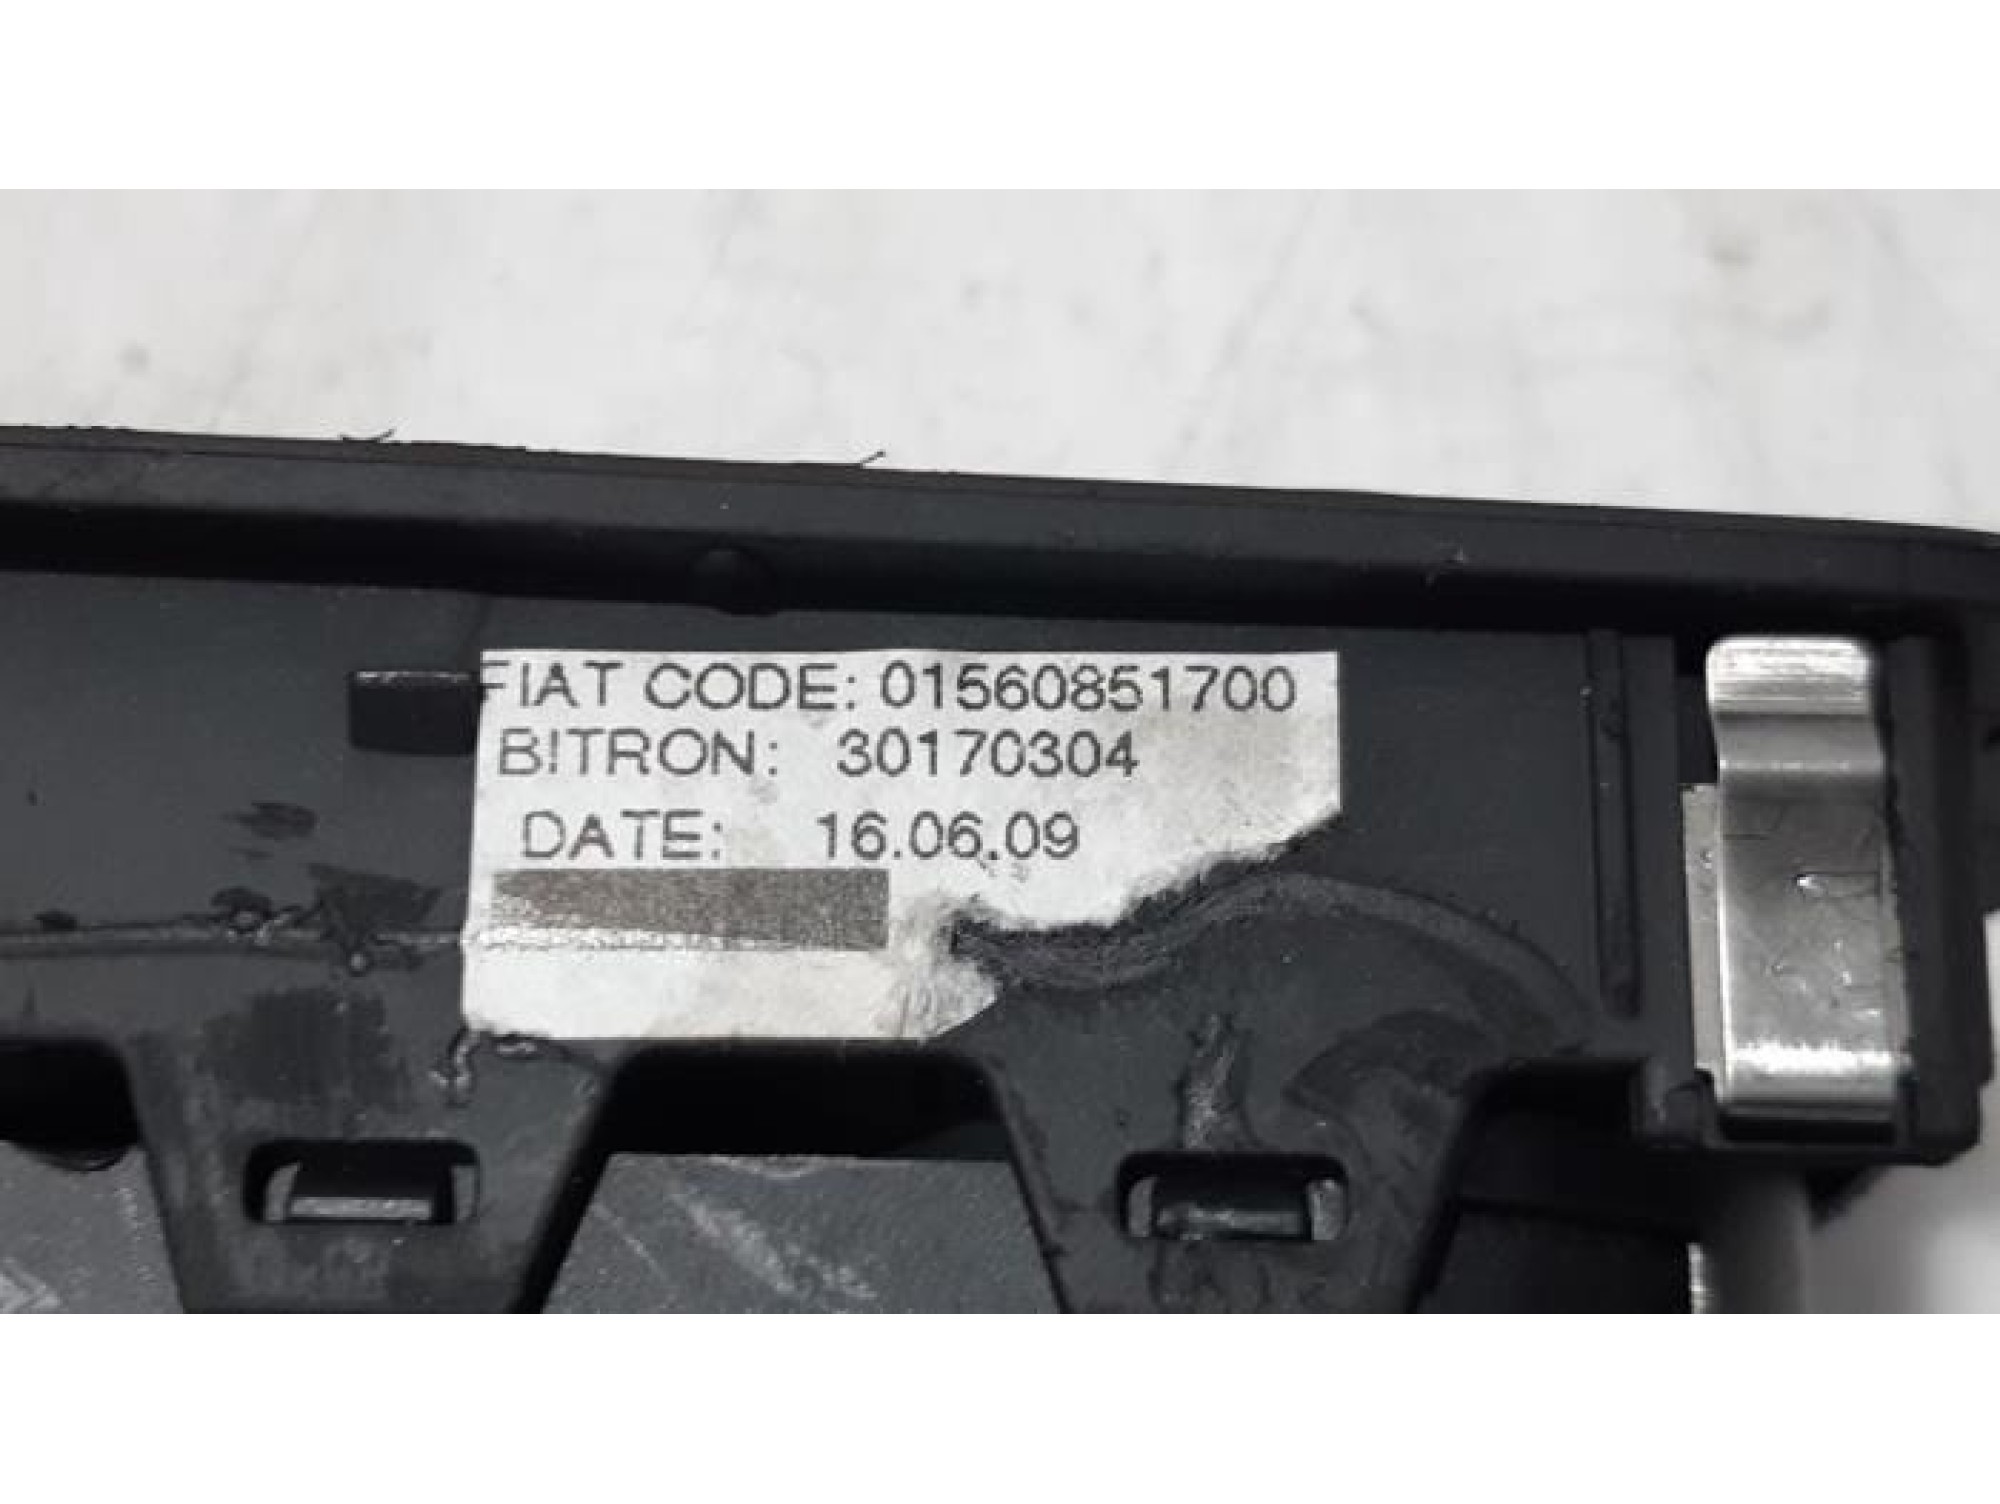 FIAT CODE: 01560851700
BITRON: 30170304
DATE: 16.06.09